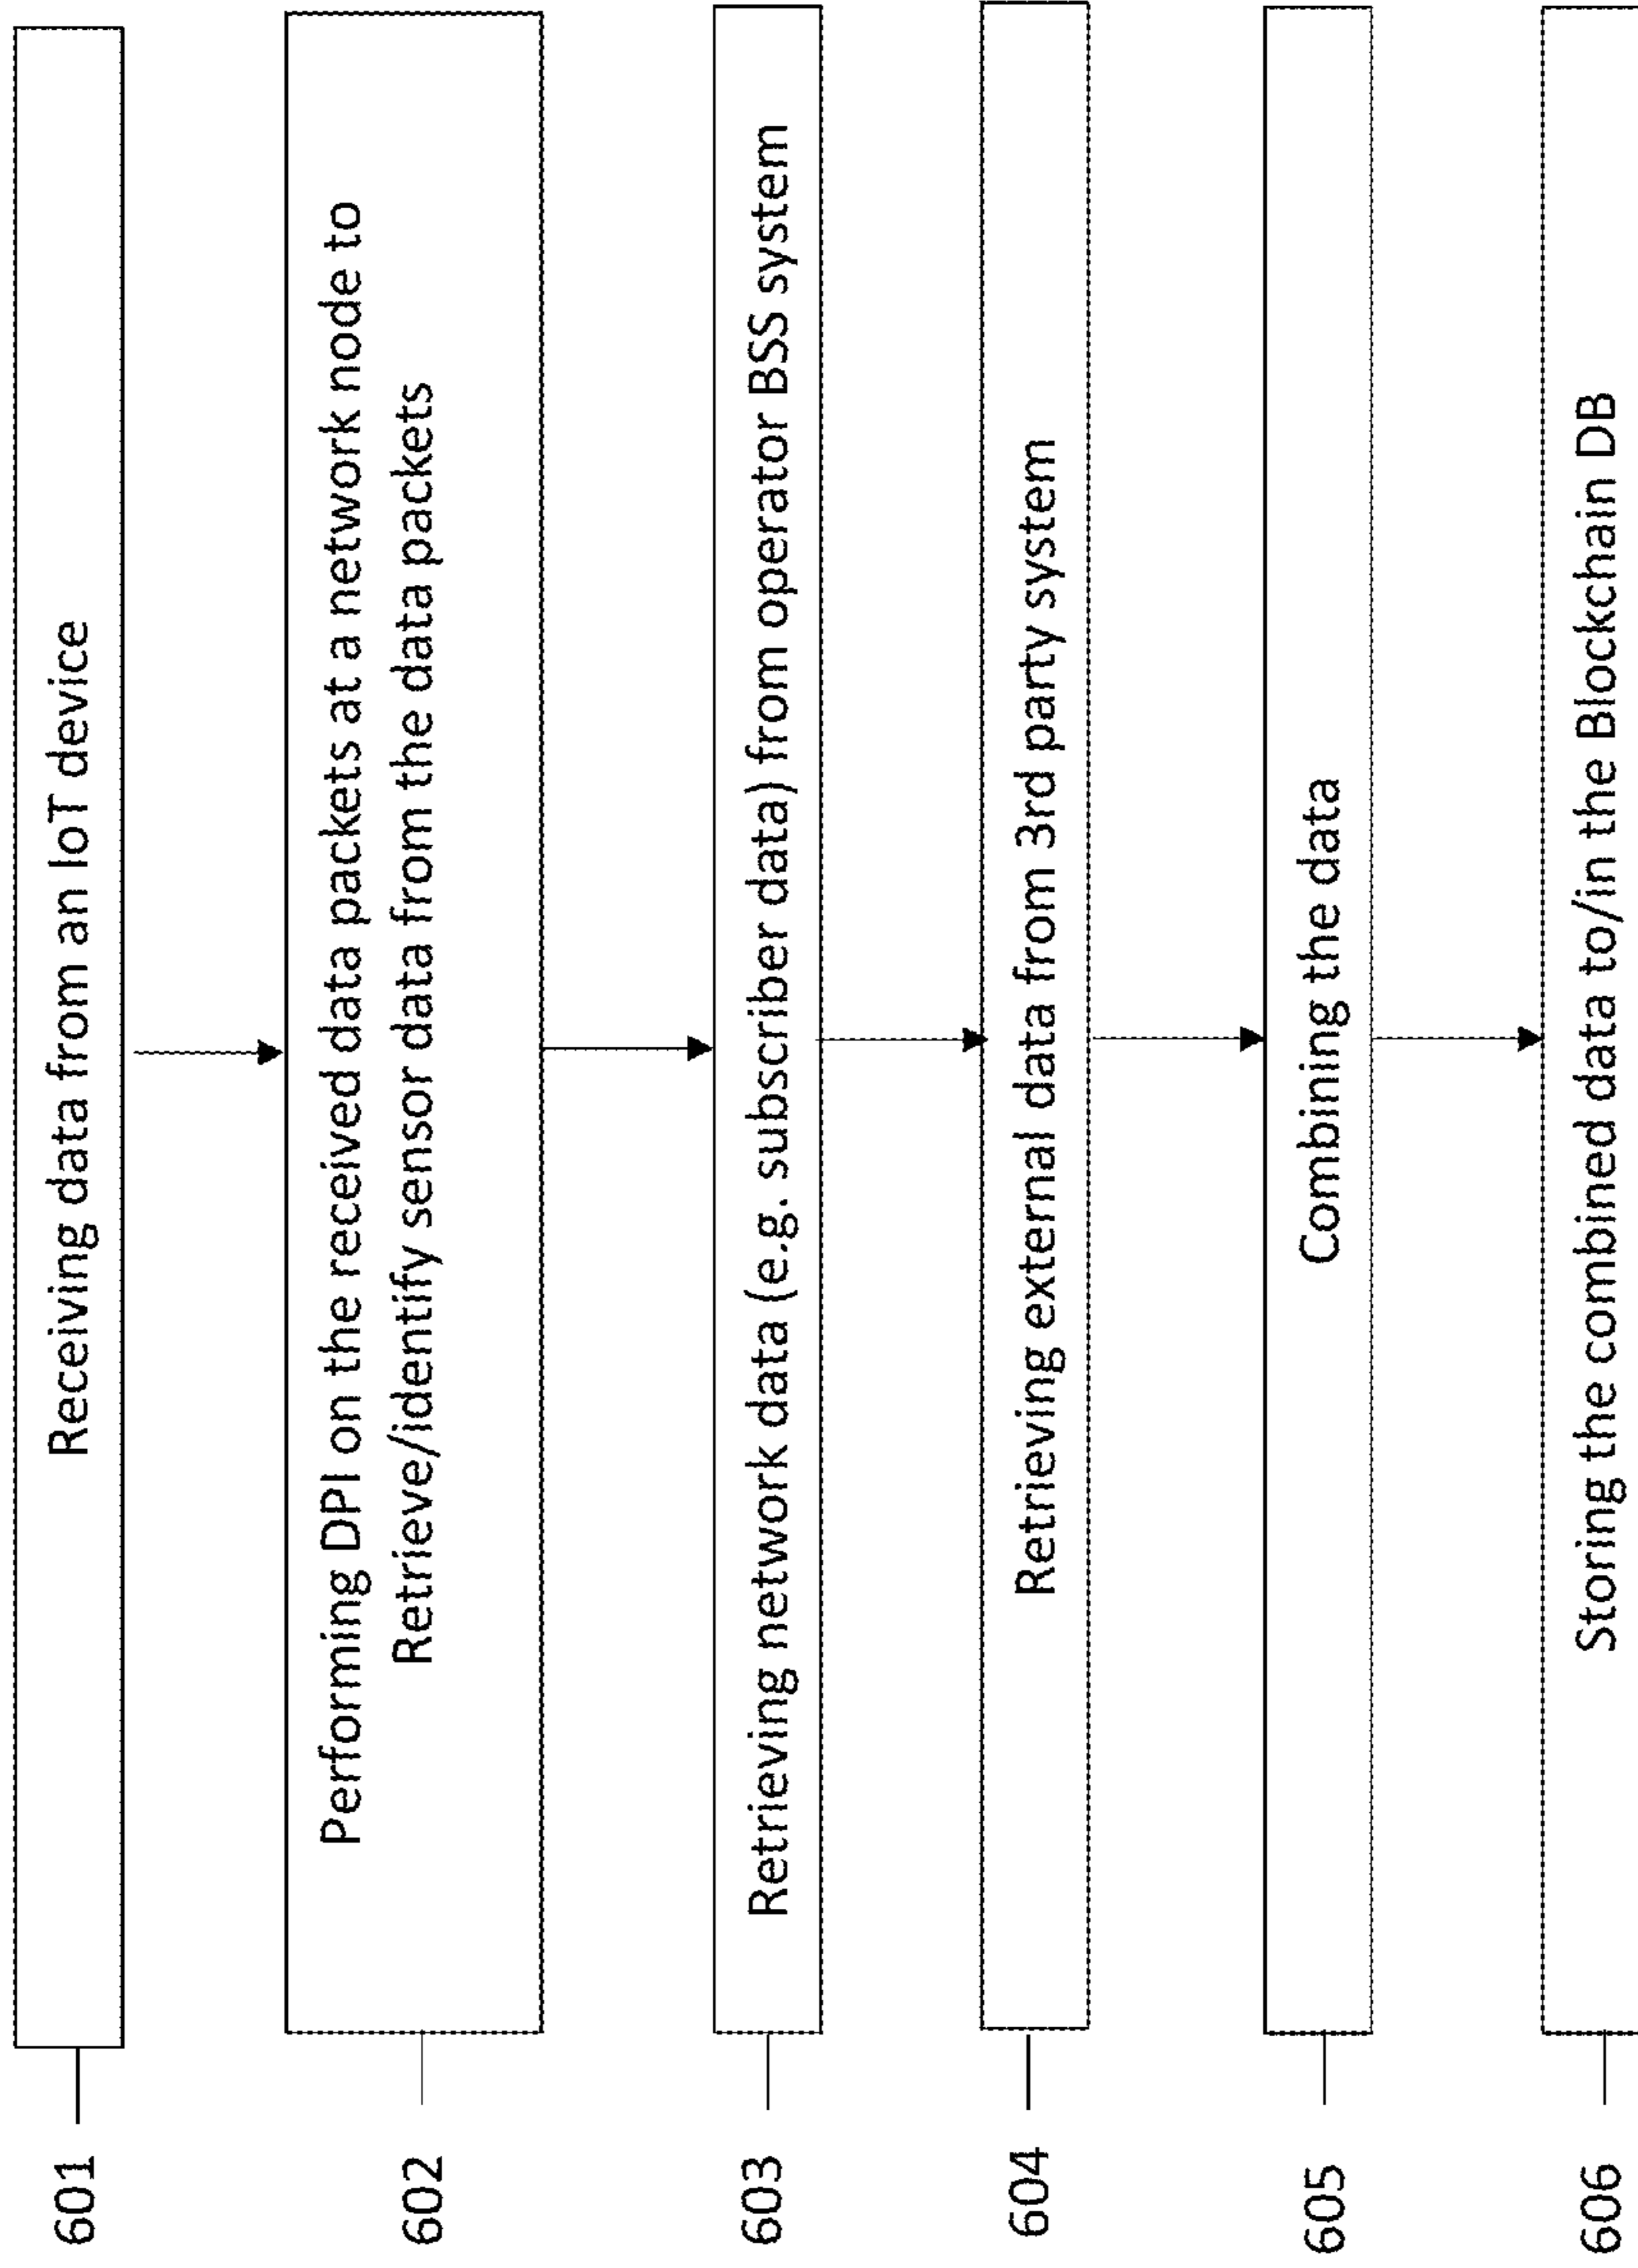 601
Receiving data from an IoT device
602
Performing DPI on the received data packets at a network node to
Retrieve/identify sensor data from the data packets
603
Retrieving network data (e.g. subscriber data) from operator BSS system
604
Retrieving external data from 3rd party system
605
Combining the data
606
Storing the combined data to/in the Blockchain DB